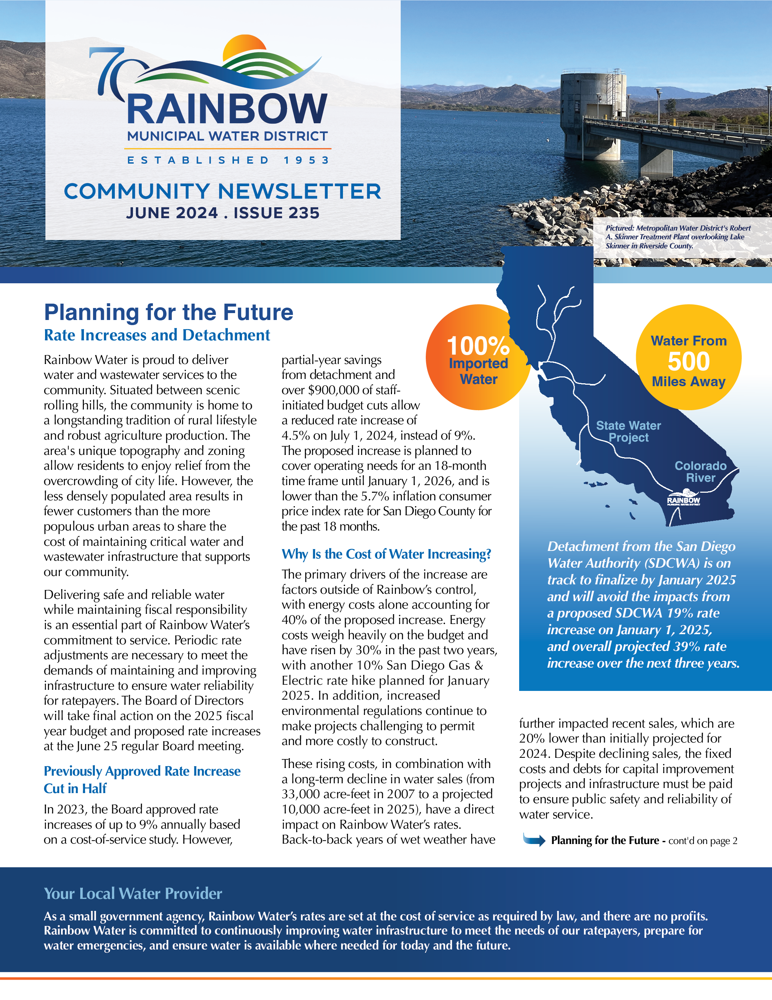 70
RAINBOW
MUNICIPAL WATER DISTRICT
ESTABLISHED 1953
COMMUNITY NEWSLETTER
JUNE 2024 . ISSUE 235
Pictured: Metropolitan Water District's Robert
A. Skinner Treatment Plant overlooking Lake
Skinner in Riverside County.
Planning for the Future
Rate Increases and Detachment
Rainbow Water is proud to deliver
water and wastewater services to the
community. Situated between scenic
rolling hills, the community is home to
a longstanding tradition of rural lifestyle
and robust agriculture production. The
area's unique topography and zoning
allow residents to enjoy relief from the
overcrowding of city life. However, the
less densely populated area results in
fewer customers than the more
populous urban areas to share the
cost of maintaining critical water and
wastewater infrastructure that supports
our community.
Delivering safe and reliable water
while maintaining fiscal responsibility
is an essential part of Rainbow Water’s
commitment to service. Periodic rate
adjustments are necessary to meet the
demands of maintaining and improving
infrastructure to ensure water reliability
for ratepayers. The Board of Directors
will take final action on the 2025 fiscal
year budget and proposed rate increases
at the June 25 regular Board meeting.
Previously Approved Rate Increase
Cut in Half
In 2023, the Board approved rate
increases of up to 9% annually based
on a cost-of-service study. However,
partial-year savings
from detachment and
over $900,000 of staff-
initiated budget cuts allow
a reduced rate increase of
4.5% on July 1, 2024, instead of 9%.
The proposed increase is planned to
cover operating needs for an 18-month
time frame until January 1, 2026, and is
lower than the 5.7% inflation consumer
price index rate for San Diego County for
the past 18 months.
Why Is the Cost of Water Increasing?
The primary drivers of the increase are
factors outside of Rainbow’s control,
with energy costs alone accounting for
40% of the proposed increase. Energy
costs weigh heavily on the budget and
have risen by 30% in the past two years,
with another 10% San Diego Gas &
Electric rate hike planned for January
2025. In addition, increased
environmental regulations continue to
make projects challenging to permit
and more costly to construct.
These rising costs, in combination with
a long-term decline in water sales (from
33,000 acre-feet in 2007 to a projected
10,000 acre-feet in 2025), have a direct
impact on Rainbow Water’s rates.
Back-to-back years of wet weather have
100%
Imported
Water
Water From
500
Miles Away
State Water
Project
Colorado
River
RAINBOW
MUNICIPAL WATER DISTRICT
Detachment from the San Diego
Water Authority (SDCWA) is on
track to finalize by January 2025
and will avoid the impacts from
a proposed SDCWA 19% rate
increase on January 1, 2025,
and overall projected 39% rate
increase over the next three years.
further impacted recent sales, which are
20% lower than initially projected for
2024. Despite declining sales, the fixed
costs and debts for capital improvement
projects and infrastructure must be paid
to ensure public safety and reliability of
water service.
Planning for the Future - cont'd on page 2
Your Local Water Provider
As a small government agency, Rainbow Water’s rates are set at the cost of service as required by law, and there are no profits.
Rainbow Water is committed to continuously improving water infrastructure to meet the needs of our ratepayers, prepare for
water emergencies, and ensure water is available where needed for today and the future.